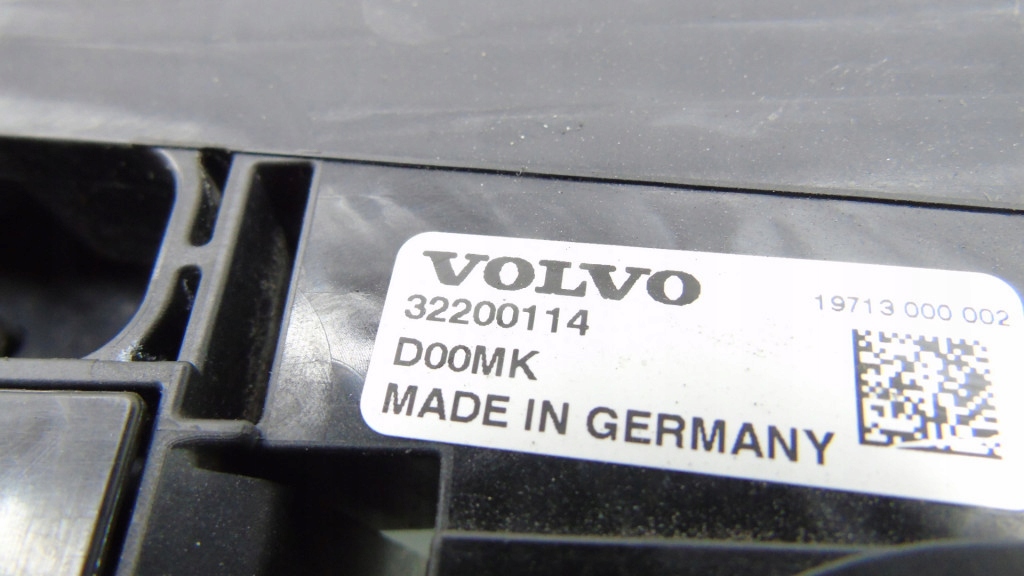 VOLVO
32200114
19713 000 002
D00MK
MADE IN GERMANY